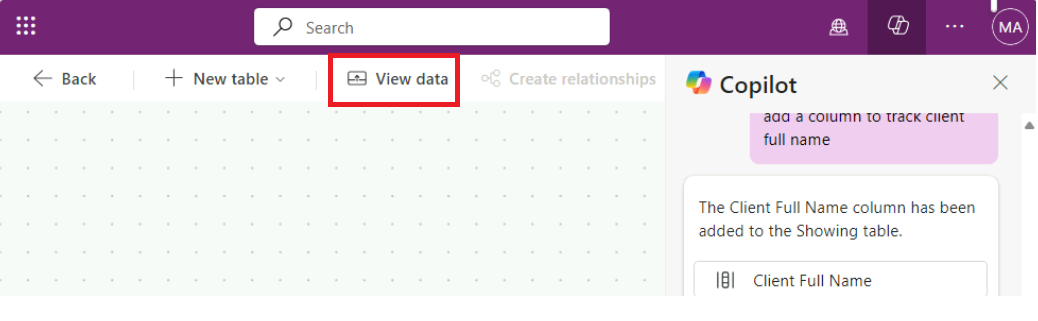 Search
MA
Back
New table
View data
Create relationships
Copilot
add a column to track client
full name
The Client Full Name column has been
added to the Showing table.
Client Full Name